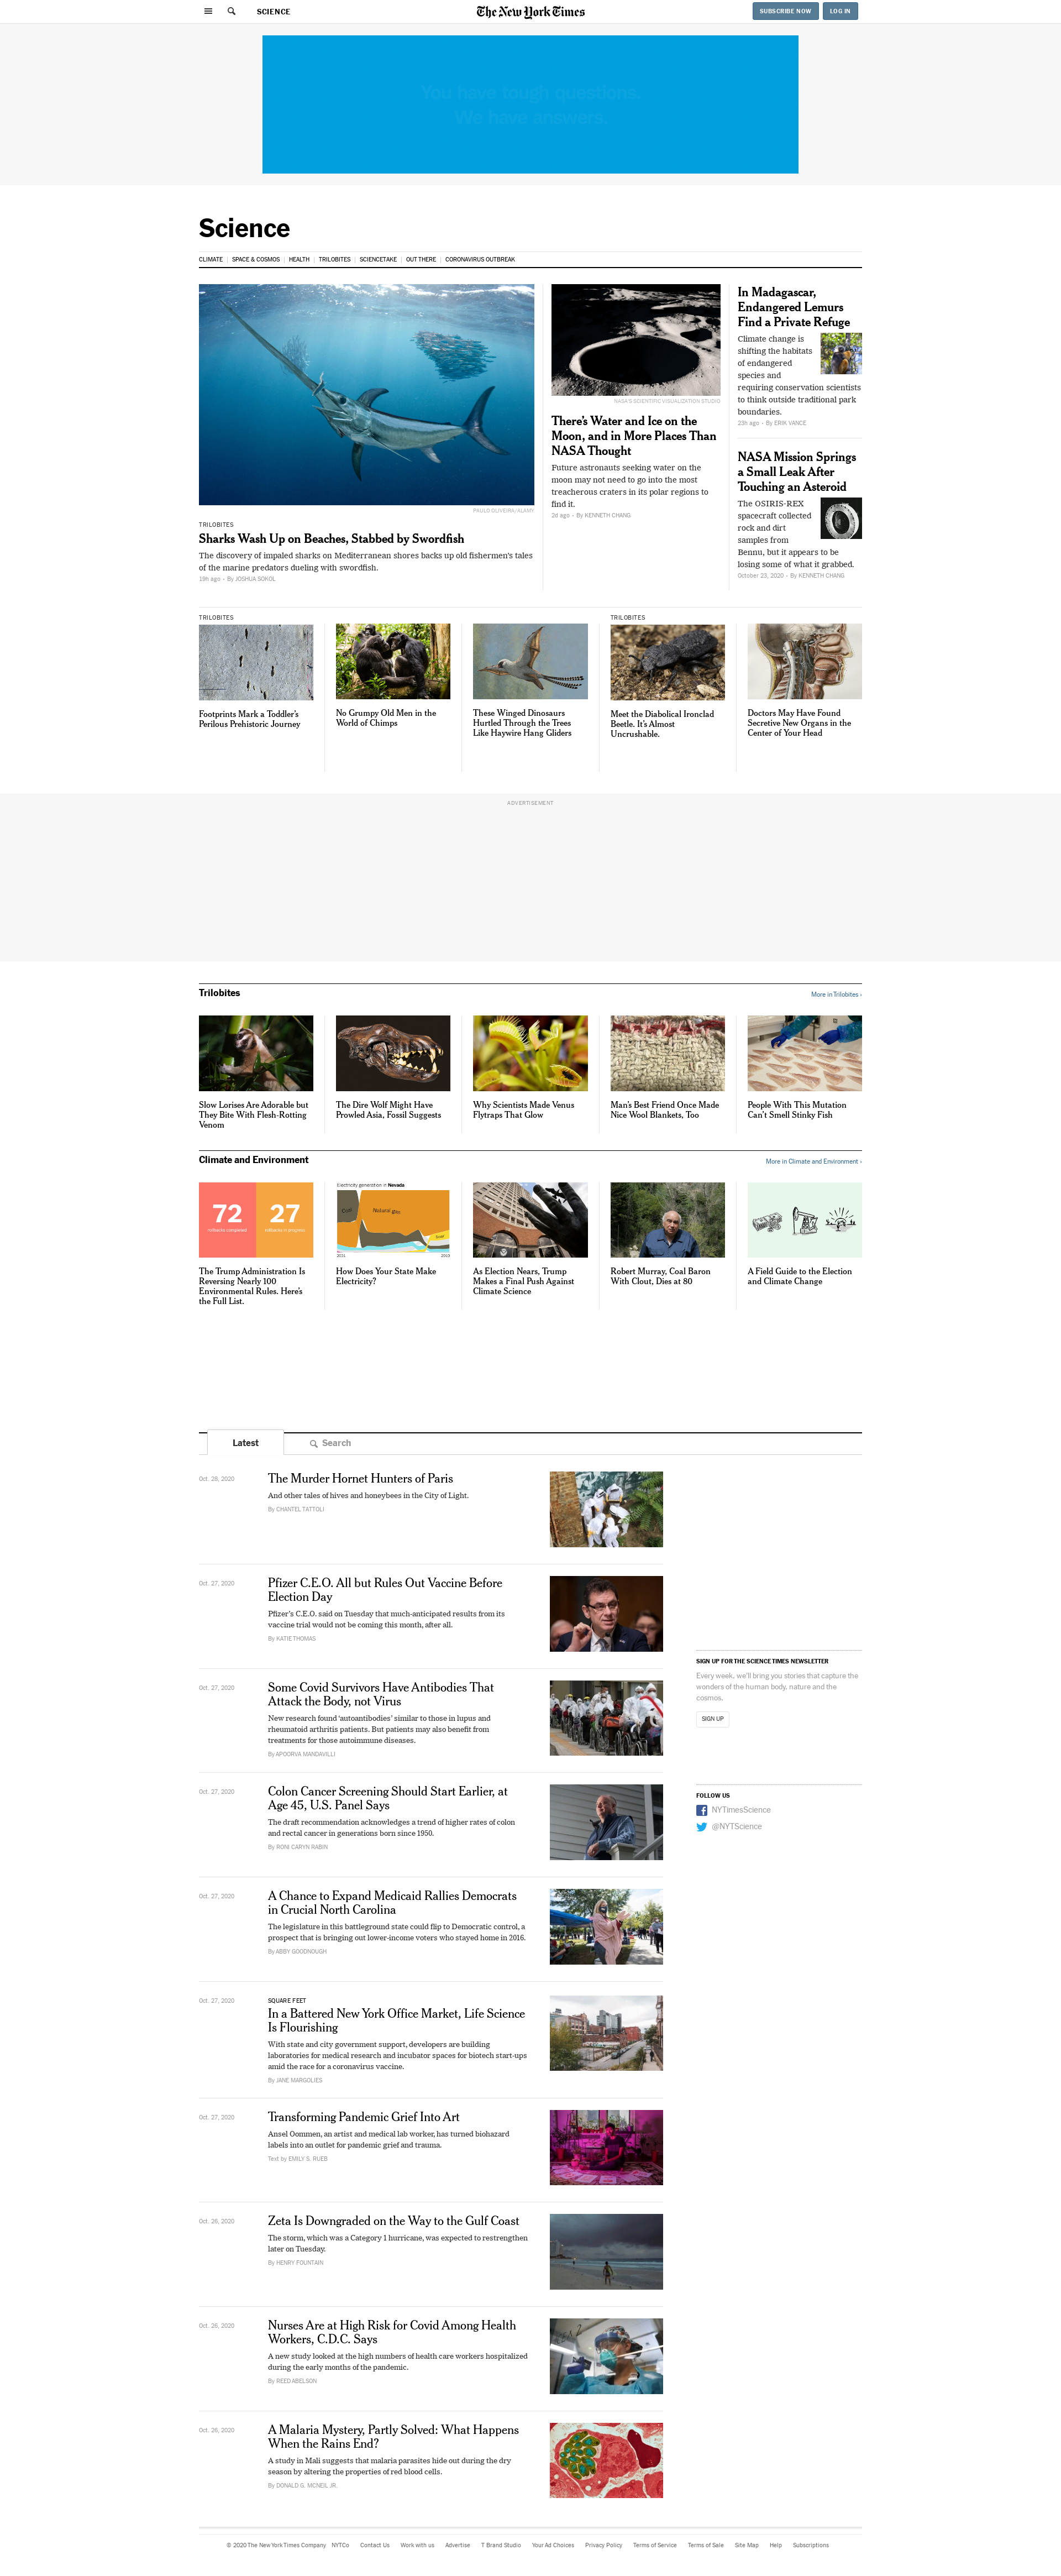 SCIENCE
The New York Times
SUBSCRIBE NOW
LOG IN
You have tough questions.
We have answers.
Science
CLIMATE
SPACE & COSMOS
HEALTH
TRILOBITES
SCIENCETAKE
OUT THERE
CORONAVIRUS OUTBREAK
PAULO OLIVEIRA/ALAMY
TRILOBITES
Sharks Wash Up on Beaches, Stabbed by Swordfish
The discovery of impaled sharks on Mediterranean shores backs up old fishermen's tales
of the marine predators dueling with swordfish.
18h ago - By JOSHUA SOKOL
NASA'S SCIENTIFIC VISUALIZATION STUDIO
There's Water and Ice on the
Moon, and in More Places Than
NASA Thought
Future astronauts seeking water on the
moon may not need to go into the most
treacherous craters in its polar regions to
find it.
2d ago - By KENNETH CHANG
In Madagascar,
Endangered Lemurs
Find a Private Refuge
Climate change is
shifting the habitats
of endangered
species and
requiring conservation scientists
to think outside traditional park
boundaries.
23h ago - By ERIK VANCE
NASA Mission Springs
a Small Leak After
Touching an Asteroid
The OSIRIS-REX
spacecraft collected
rock and dirt
samples from
Bennu, but it appears to be
losing some of what it grabbed.
October 23, 2020 - By KENNETH CHANG
TRILOBITES
Footprints Mark a Toddler's
Perilous Prehistoric Journey
No Grumpy Old Men in the
World of Chimps
These Winged Dinosaurs
Hurtled Through the Trees
Like Haywire Hang Gliders
TRILOBITES
Meet the Diabolical Ironclad
Beetle. It's Almost
Uncrushable.
Doctors May Have Found
Secretive New Organs in the
Center of Your Head
ADVERTISEMENT
Trilobites
More in Trilobites ›
Slow Lorises Are Adorable but
They Bite With Flesh-Rotting
Venom
The Dire Wolf Might Have
Prowled Asia, Fossil Suggests
Why Scientists Made Venus
Flytraps That Glow
Man's Best Friend Once Made
Nice Wool Blankets, Too
People With This Mutation
Can't Smell Stinky Fish
Climate and Environment
More in Climate and Environment ›
72
27
rollbacks completed
rollbacks in progress
The Trump Administration Is
Reversing Nearly 100
Environmental Rules. Here's
the Full List.
Electricity generation in Nevada
Coal
Natural gas
Solar
2001
2019
How Does Your State Make
Electricity?
As Election Nears, Trump
Makes a Final Push Against
Climate Science
Robert Murray, Coal Baron
With Clout, Dies at 80
A Field Guide to the Election
and Climate Change
Latest
Search
Oct. 28, 2020
The Murder Hornet Hunters of Paris
And other tales of hives and honeybees in the City of Light.
By CHANTEL TATTOLI
Oct. 27, 2020
Pfizer C.E.O. All but Rules Out Vaccine Before
Election Day
Pfizer's C.E.O. said on Tuesday that much-anticipated results from its
vaccine trial would not be coming this month, after all.
By KATIE THOMAS
Oct. 27, 2020
Some Covid Survivors Have Antibodies That
Attack the Body, not Virus
New research found 'autoantibodies' similar to those in lupus and
rheumatoid arthritis patients. But patients may also benefit from
treatments for those autoimmune diseases.
By APOORVA MANDAVILLI
Oct. 27, 2020
Colon Cancer Screening Should Start Earlier, at
Age 45, U.S. Panel Says
The draft recommendation acknowledges a trend of higher rates of colon
and rectal cancer in generations born since 1950.
By RONI CARYN RABIN
Oct. 27, 2020
A Chance to Expand Medicaid Rallies Democrats
in Crucial North Carolina
The legislature in this battleground state could flip to Democratic control, a
prospect that is bringing out lower-income voters who stayed home in 2016.
By ABBY GOODNOUGH
Oct. 27, 2020
SQUARE FEET
In a Battered New York Office Market, Life Science
Is Flourishing
With state and city government support, developers are building
laboratories for medical research and incubator spaces for biotech start-ups
amid the race for a coronavirus vaccine.
By JANE MARGOLIES
Oct. 27, 2020
Transforming Pandemic Grief Into Art
Ansel Oommen, an artist and medical lab worker, has turned biohazard
labels into an outlet for pandemic grief and trauma.
Text by EMILY S. RUEB
Oct. 26, 2020
Zeta Is Downgraded on the Way to the Gulf Coast
The storm, which was a Category 1 hurricane, was expected to restrengthen
later on Tuesday.
By HENRY FOUNTAIN
Oct. 26, 2020
Nurses Are at High Risk for Covid Among Health
Workers, C.D.C. Says
A new study looked at the high numbers of health care workers hospitalized
during the early months of the pandemic.
By REED ABELSON
Oct. 26, 2020
A Malaria Mystery, Partly Solved: What Happens
When the Rains End?
A study in Mali suggests that malaria parasites hide out during the dry
season by altering the properties of red blood cells.
By DONALD G. MCNEIL JR.
SIGN UP FOR THE SCIENCE TIMES NEWSLETTER
Every week, we'll bring you stories that capture the
wonders of the human body, nature and the
cosmos.
SIGN UP
FOLLOW US
NYTimesScience
@NYTScience
© 2020 The New York Times Company
NYTCo
Contact Us
Work with us
Advertise
T Brand Studio
Your Ad Choices
Privacy Policy
Terms of Service
Terms of Sale
Site Map
Help
Subscriptions